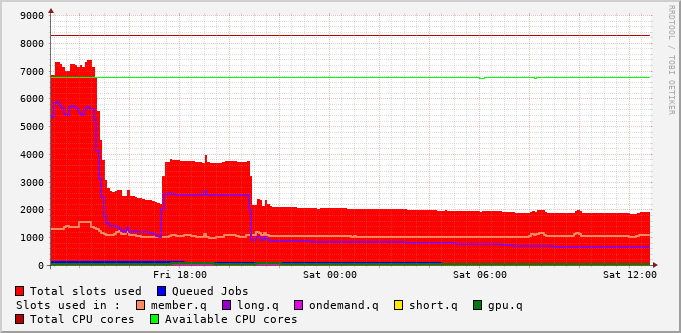 RRDTOOL / TOBI OETIKER
9000
8000
7000
6000
5000
4000
3000
2000
1000
0
Fri 18:00 Sat 00:00 Sat 06:00 Sat 12:00
Total slots used Queued Jobs
Slots used in : member.q long.q ondemand.q short.q gpu.q
Total CPU cores Available CPU cores